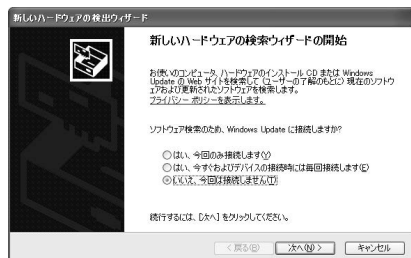 新しいハードウェアの検出ウィザード
新しいハードウェアの検索ウィザードの開始
お使いのコンピュータ、ハードウェアのインストール CD または Windows
Update の Web サイトを検索して (ユーザーの了解のもとに) 現在のソフトウ
ェアおよび更新されたソフトウェアを検索します。
プライバシー ポリシーを表示します。
ソフトウェア検索のため、Windows Update に接続しますか?
はい、今回のみ接続します(Y)
はい、今すぐおよびデバイスの接続時には毎回接続します(E)
いいえ、今回は接続しません(T)
続行するには、[次へ] をクリックしてください。
< 戻る(B)
次へ(N) >
キャンセル